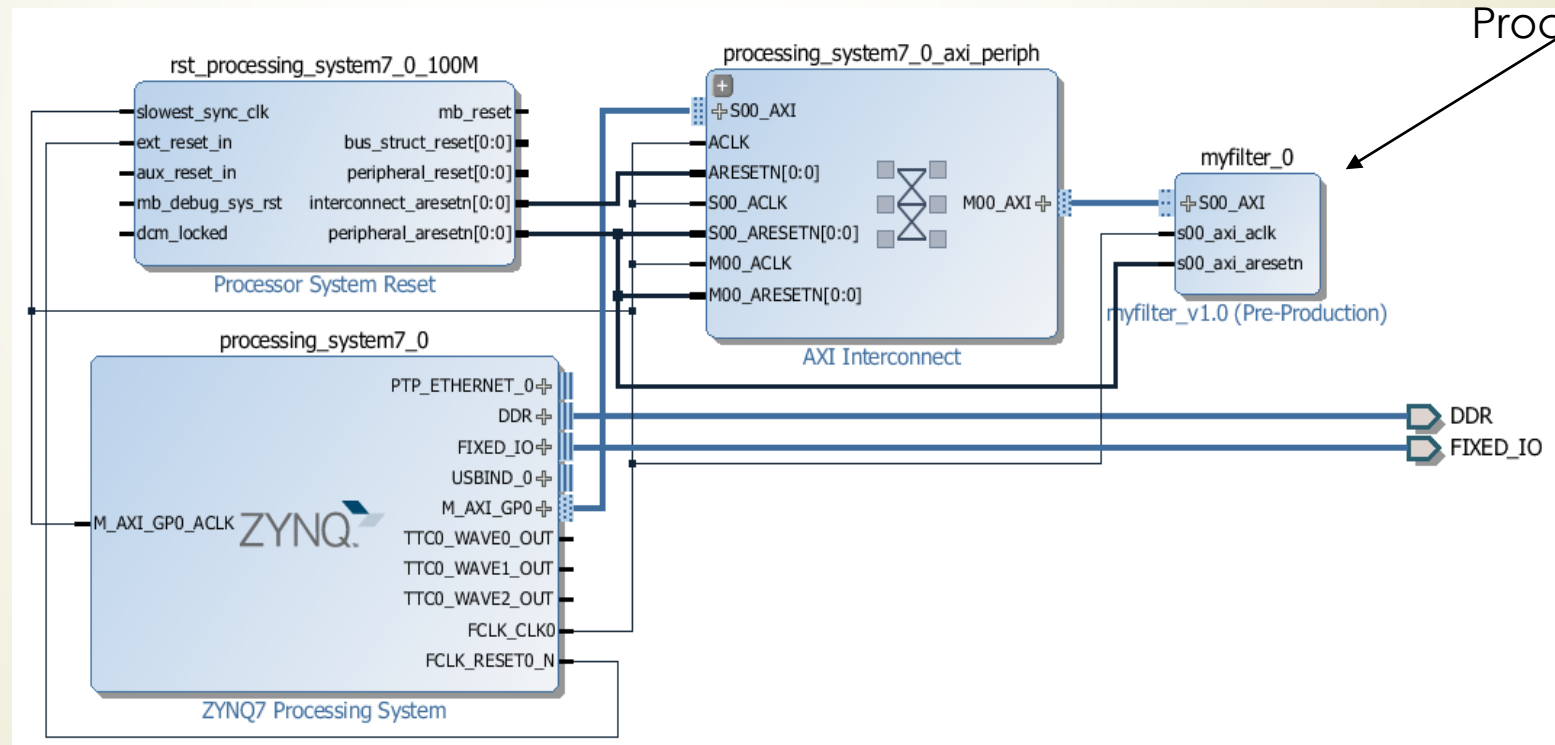 Proc
rst_processing_system7_0_100M
slowest_sync_clk
ext_reset_in
aux_reset_in
mb_debug_sys_rst
dcm_locked
mb_reset
bus_struct_reset[0:0]
peripheral_reset[0:0]
interconnect_aresetn[0:0]
peripheral_aresetn[0:0]
Processor System Reset
processing_system7_0_axi_periph
S00_AXI
ACLK
ARESETN[0:0]
S00_ACLK
S00_ARESETN[0:0]
M00_ACLK
M00_ARESETN[0:0]
M00_AXI
AXI Interconnect
myfilter_0
S00_AXI
s00_axi_aclk
s00_axi_aresetn
myfilter_v1.0 (Pre-Production)
processing_system7_0
M_AXI_GP0_ACLK
ZYNQ
PTP_ETHERNET_0
DDR
FIXED_IO
USBIND_0
M_AXI_GP0
TTC0_WAVE0_OUT
TTC0_WAVE1_OUT
TTC0_WAVE2_OUT
FCLK_CLK0
FCLK_RESET0_N
ZYNQ7 Processing System
DDR
FIXED_IO